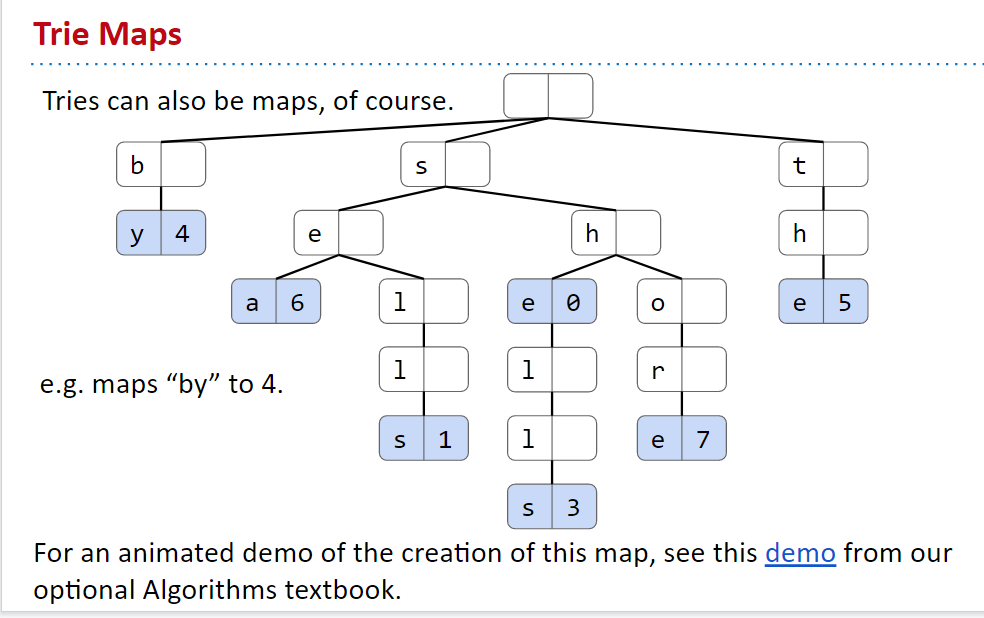 Trie Maps
Tries can also be maps, of course.
b
s
t
y 4
e
h
h
a 6
l
e 0
o
e 5
e.g. maps “by” to 4.
l
l
r
s 1
l
e 7
s 3
For an animated demo of the creation of this map, see this demo from our
optional Algorithms textbook.